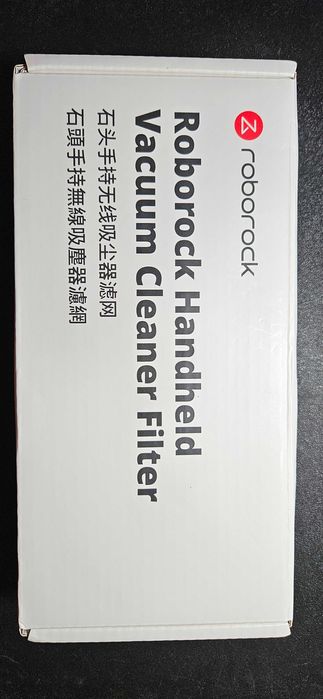 roborock
Roborock Handheld
Vacuum Cleaner Filter
石头手持无线吸尘器滤网
石頭手持無線吸塵器濾網